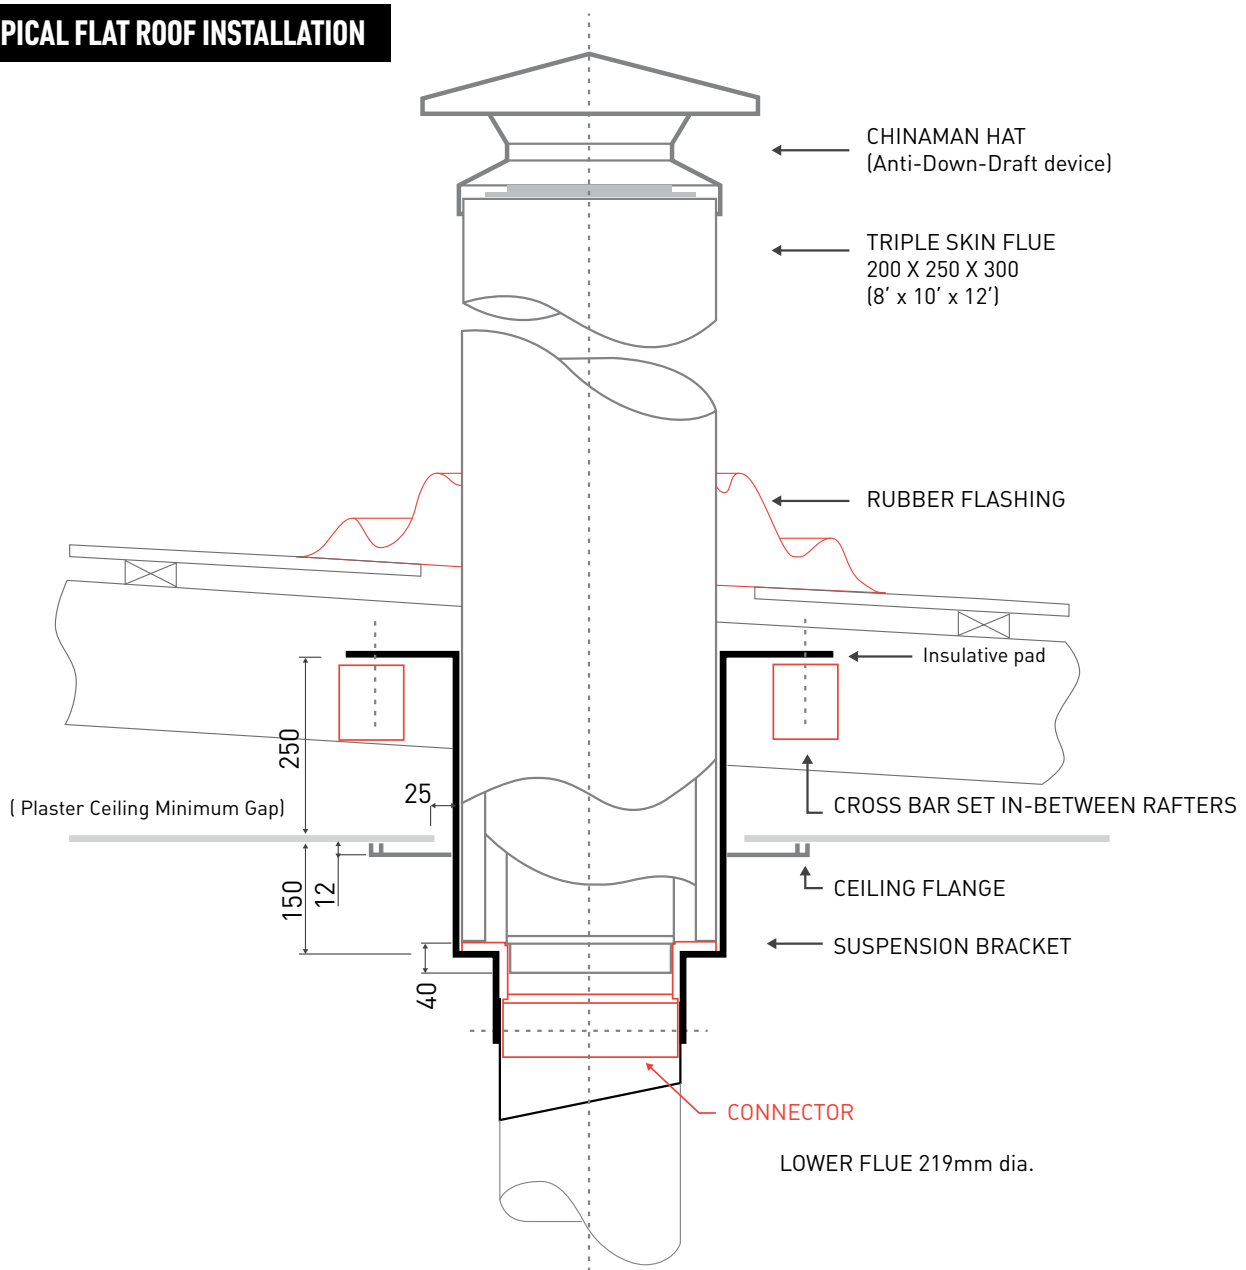 PICAL FLAT ROOF INSTALLATION
CHINAMAN HAT
(Anti-Down-Draft device)
TRIPLE SKIN FLUE
200 X 250 X 300
(8’ x 10’ x 12’)
RUBBER FLASHING
Insulative pad
250
25
( Plaster Ceiling Minimum Gap)
CROSS BAR SET IN-BETWEEN RAFTERS
150
12
CEILING FLANGE
SUSPENSION BRACKET
40
CONNECTOR
LOWER FLUE 219mm dia.